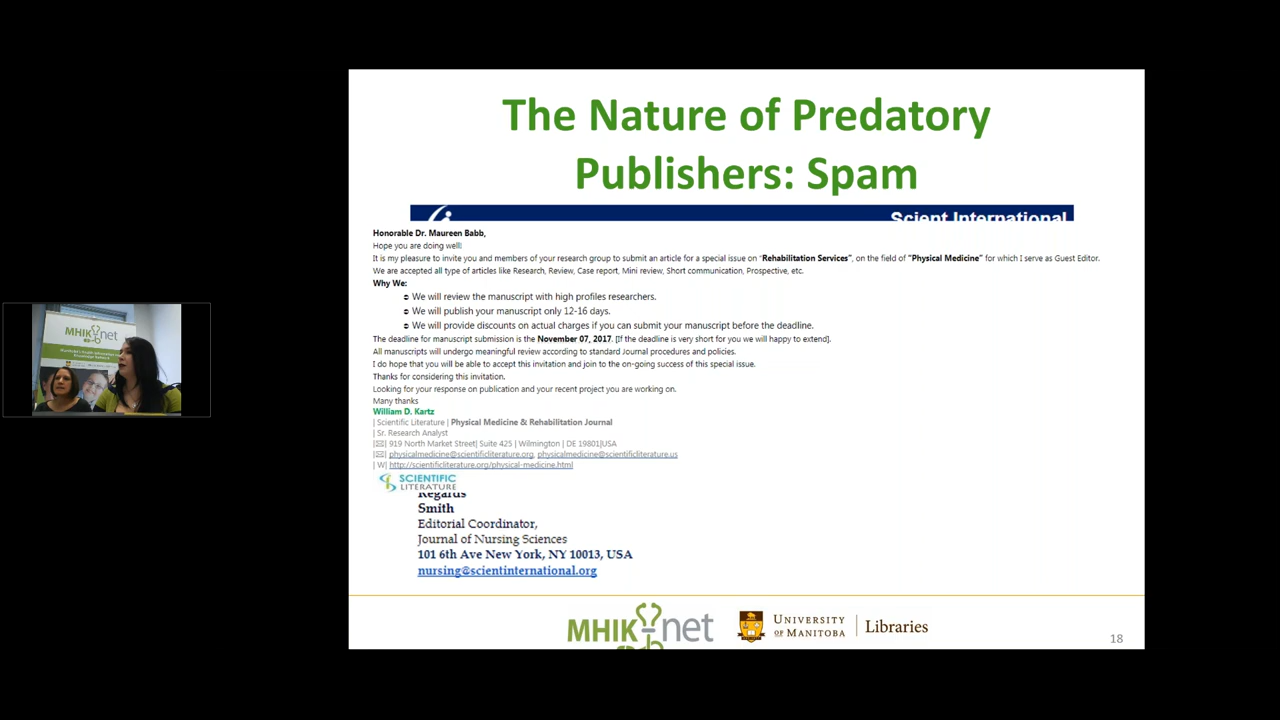 The Nature of Predatory
Publishers: Spam
Scient International
Honorable Dr. Maureen Babb,
Hope you are doing well!
It is my pleasure to invite you and members of your research group to submit an article for a special issue on "Rehabilitation Services", on the field of "Physical Medicine" for which I serve as Guest Editor.
We are accepted all type of articles like Research, Review, Case report, Mini review, Short communication, Prospective, etc.
Why We:
We will review the manuscript with high profiles researchers.
We will publish your manuscript only 12-16 days.
We will provide discounts on actual charges if you can submit your manuscript before the deadline.
The deadline for manuscript submission is the November 07, 2017. [If the deadline is very short for you we will happy to extend].
All manuscripts will undergo meaningful review according to standard Journal procedures and policies.
I do hope that you will be able to accept this invitation and join to the on-going success of this special issue.
Thanks for considering this invitation.
Looking for your response on publication and your recent project you are working on.
Many thanks
William D. Kartz
| Scientific Literature | Physical Medicine & Rehabilitation Journal
| Sr. Research Analyst
|✉| 919 North Market Street| Suite 425 | Wilmington | DE 19801|USA
|✉| physicalmedicine@scientificliterature.org, physicalmedicine@scientificliterature.us
| W| http://scientificliterature.org/physical-medicine.html
SCIENTIFIC
LITERATURE
Regards
Smith
Editorial Coordinator,
Journal of Nursing Sciences
101 6th Ave New York, NY 10013, USA
nursing@scientinternational.org
MHIKnet
UNIVERSITY
OF MANITOBA
Libraries
18
MHIKnet